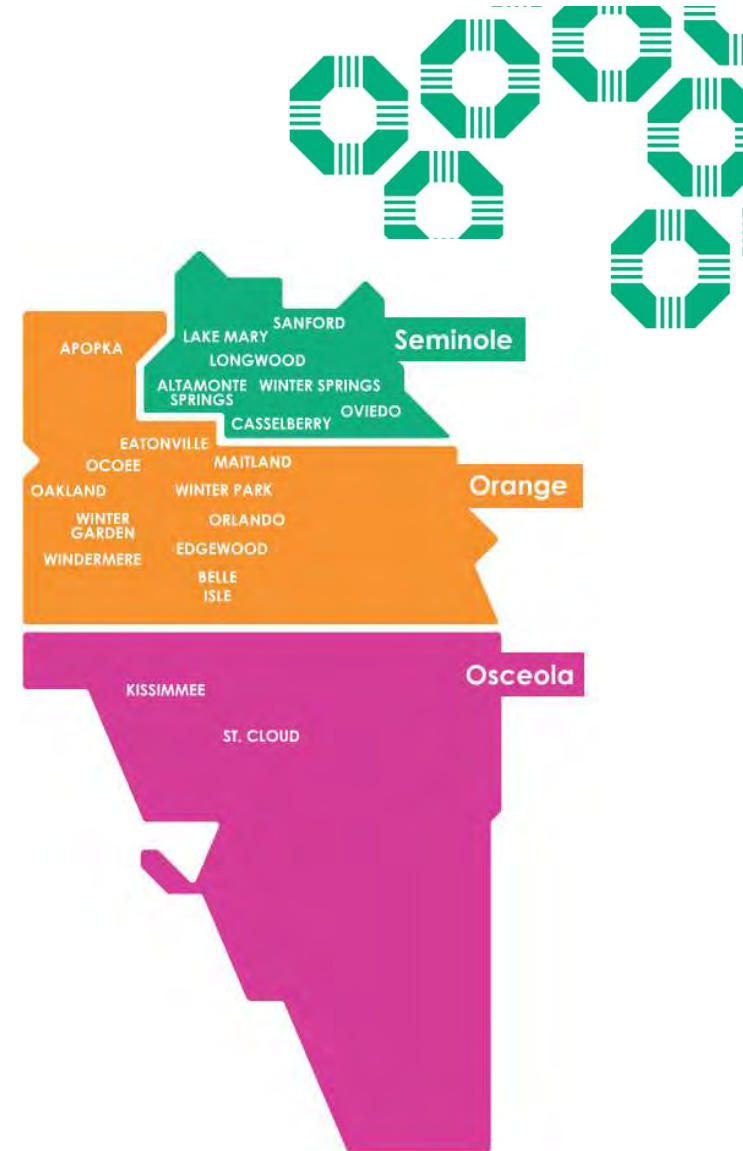 SANFORD
LAKE MARY
Seminole
APOPKA
LONGWOOD
ALTAMONTE
SPRINGS
WINTER SPRINGS
OVIEDO
CASSELBERRY
EATONVILLE
OCOEE
MAITLAND
OAKLAND
WINTER PARK
Orange
WINTER
GARDEN
ORLANDO
WINDERMERE
EDGEWOOD
BELLE
ISLE
Osceola
KISSIMMEE
ST. CLOUD